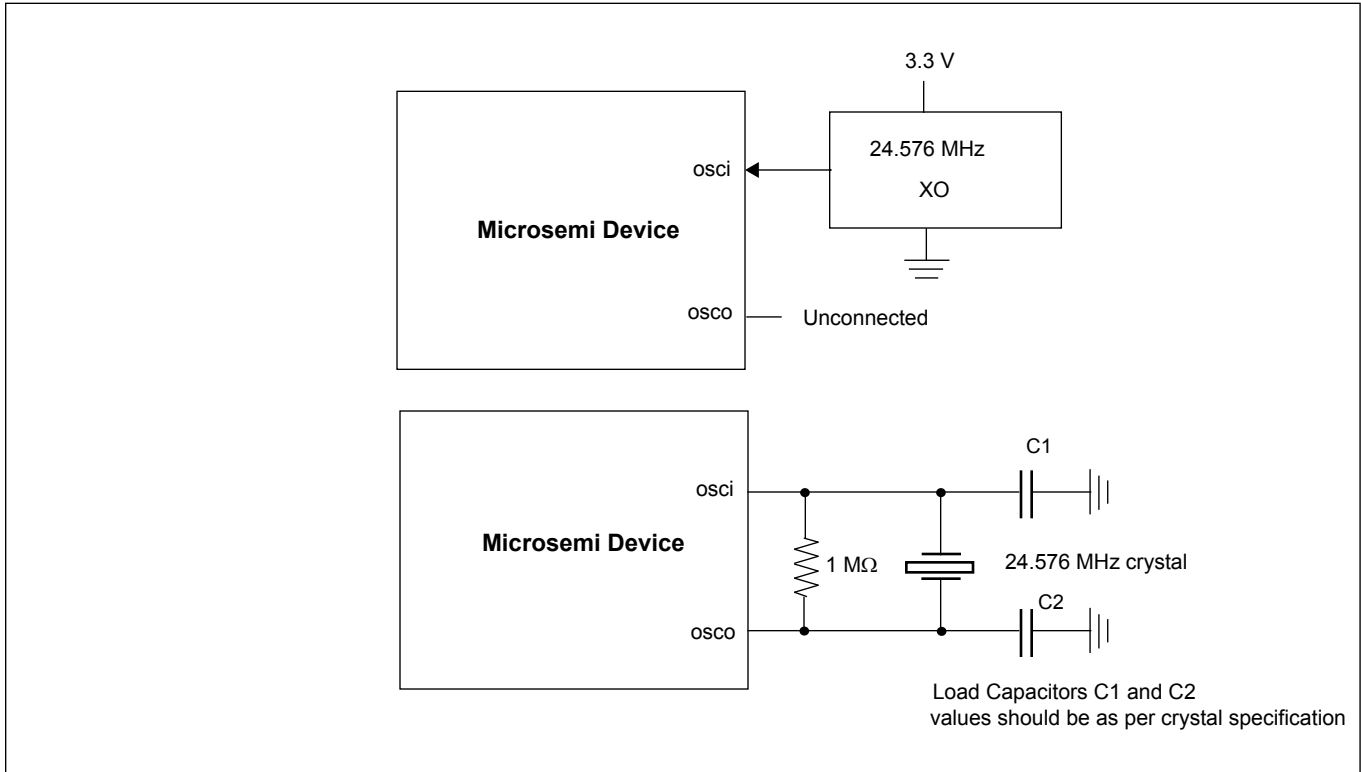 3.3 V
24.576 MHz
XO
osci
Microsemi Device
osco
Unconnected
C1
osci
Microsemi Device
1 MΩ
24.576 MHz crystal
C2
osco
Load Capacitors C1 and C2
values should be as per crystal specification